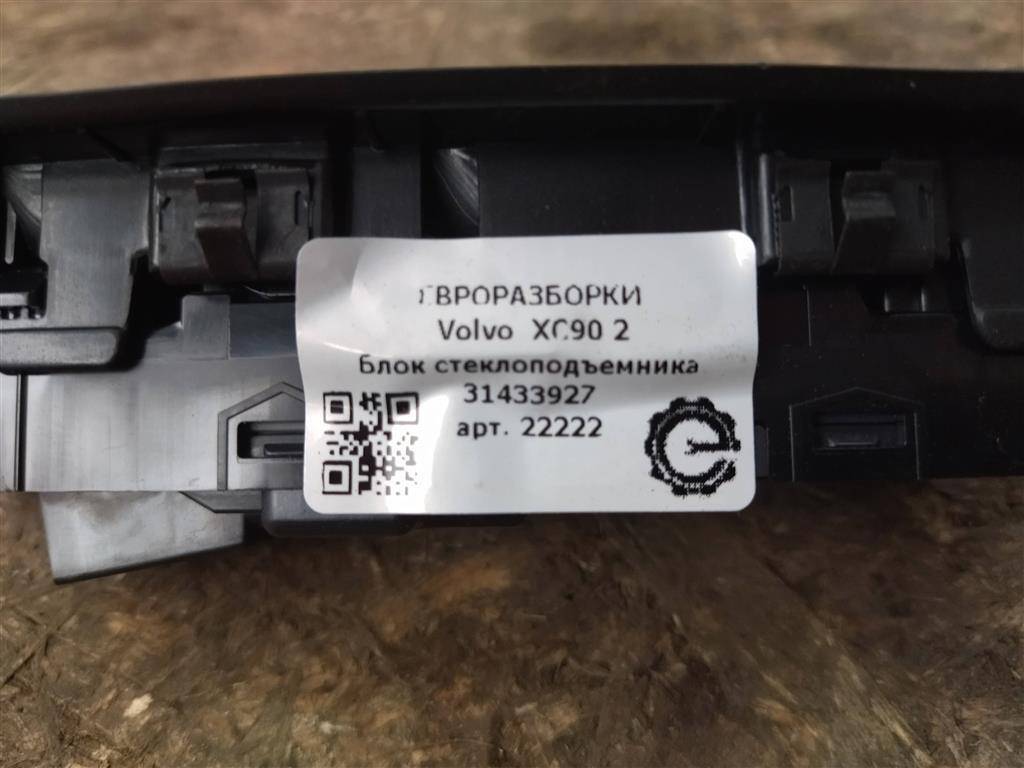 ЕВРОРАЗБОРКИ
Volvo XC90 2
Блок стеклоподъемника
31433927
арт. 22222